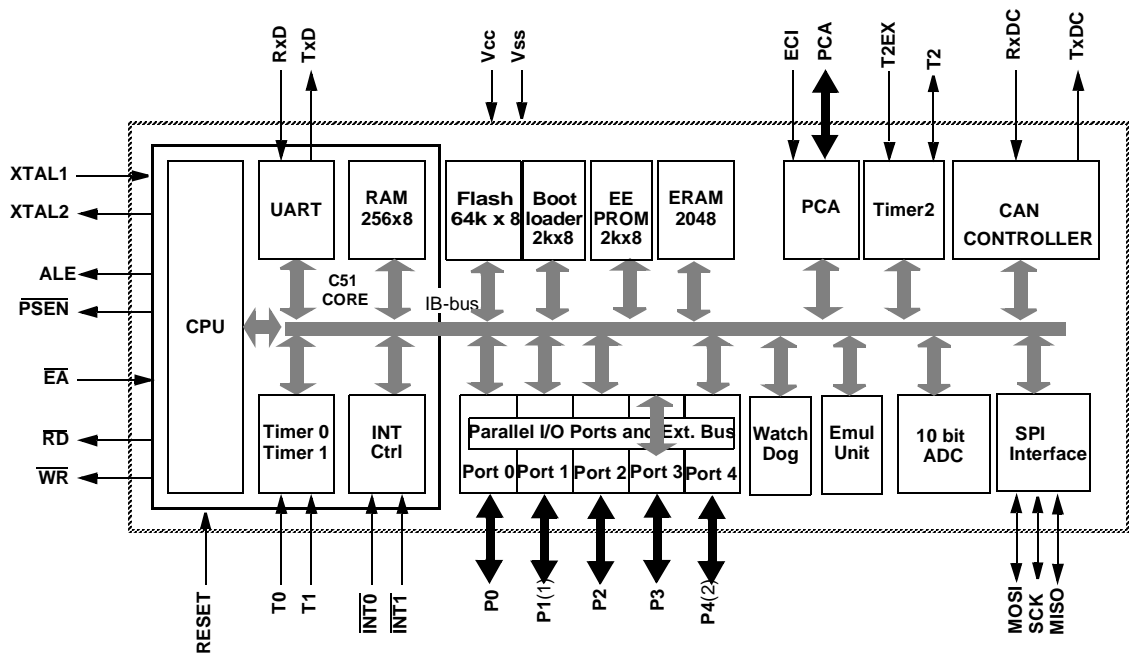 RxD
TxD
Vcc
Vss
ECI
PCA
T2EX
T2
RxDC
TxDC
XTAL1
XTAL2
ALE
PSEN
EA
RD
WR
CPU
UART
RAM
256x8
C51
CORE
IB-bus
Flash
64k x 8
Boot
loader
2kx8
EE
PROM
2kx8
ERAM
2048
PCA
Timer2
CAN
CONTROLLER
Timer 0
Timer 1
INT
Ctrl
Parallel I/O Ports and Ext. Bus
Port 0
Port 1
Port 2
Port 3
Port 4
Watch
Dog
Emul
Unit
10 bit
ADC
SPI
Interface
RESET
T0
T1
INT0
INT1
P0
P1(1)
P2
P3
P4(2)
MOSI
SCK
MISO